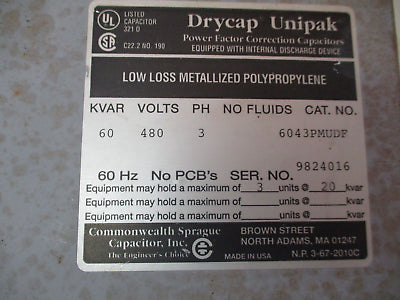 UL LISTED
CAPACITOR
321 D
SA
C22.2 NO. 190
Drycap Unipak
Power Factor Correction Capacitors
EQUIPPED WITH INTERNAL DISCHARGE DEVICE
LOW LOSS METALLIZED POLYPROPYLENE
KVAR VOLTS PH NO FLUIDS CAT. NO.
60 480 3 6043PMUDF
60 Hz No PCB's SER. NO. 9824016
Equipment may hold a maximum of 3 units @ 20 kvar
Equipment may hold a maximum of units @ kvar
Equipment may hold a maximum of units @ kvar
Commonwealth Sprague
Capacitor, Inc.
The Engineer's Choice
BROWN STREET
NORTH ADAMS, MA 01247
MADE IN USA N.P. 3-67-2010C